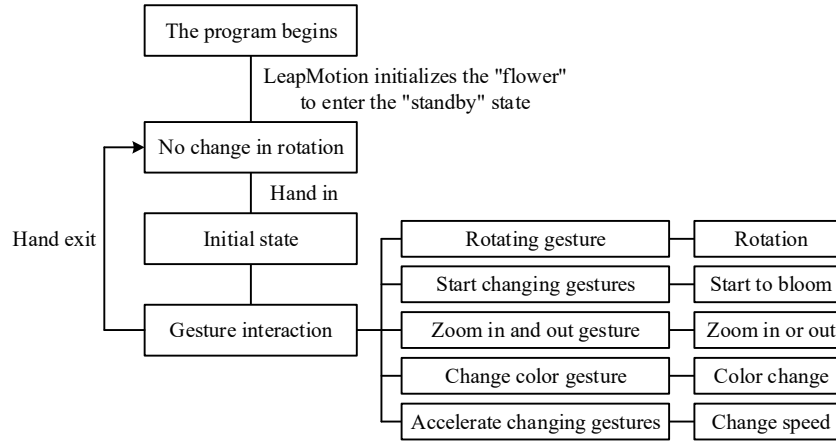 The program begins
LeapMotion initializes the "flower"
to enter the "standby" state
No change in rotation
Hand in
Hand exit
Initial state
Gesture interaction
Rotating gesture
Rotation
Start changing gestures
Start to bloom
Zoom in and out gesture
Zoom in or out
Change color gesture
Color change
Accelerate changing gestures
Change speed